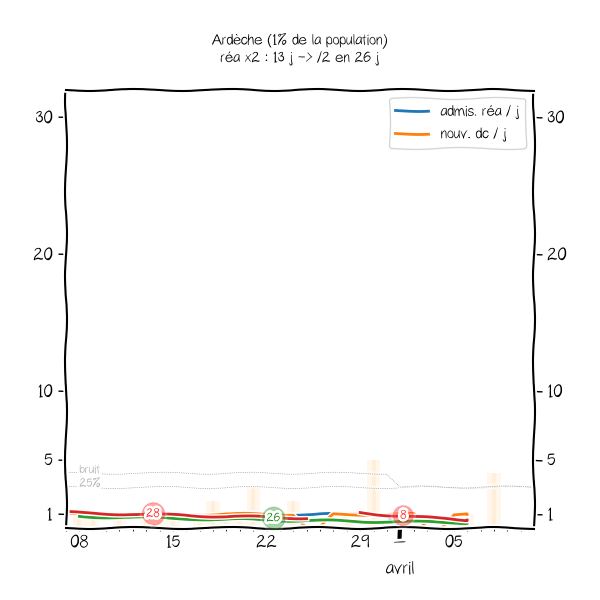 Ardèche (1% de la population)
réa x2 : 13 j -> /2 en 26 j
admis. réa / j
nouv. dc / j
30 30
20 20
10 10
5 5
bruit
25%
1 28 26 8 1
08 15 22 29 1 05
avril